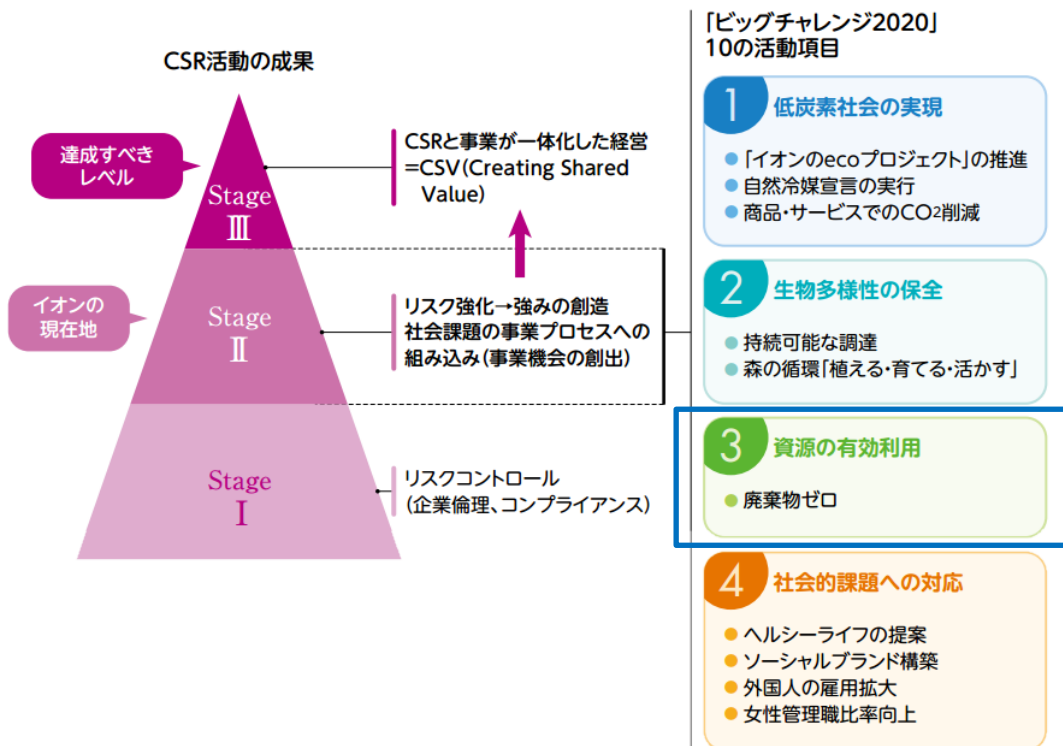 CSR活動の成果
達成すべき
レベル
Stage
Ⅲ
CSRと事業が一体化した経営
=CSV(Creating Shared
Value)
イオンの
現在地
Stage
Ⅱ
リスク強化→強みの創造
社会課題の事業プロセスへの
組み込み(事業機会の創出)
Stage
Ⅰ
リスクコントロール
(企業倫理、コンプライアンス)
「ビッグチャレンジ2020」
10の活動項目
1 低炭素社会の実現
●「イオンのecoプロジェクト」の推進
● 自然冷媒宣言の実行
● 商品・サービスでのCO2削減
2 生物多様性の保全
● 持続可能な調達
● 森の循環「植える・育てる・活かす」
3 資源の有効利用
● 廃棄物ゼロ
4 社会的課題への対応
● ヘルシーライフの提案
● ソーシャルブランド構築
● 外国人の雇用拡大
● 女性管理職比率向上